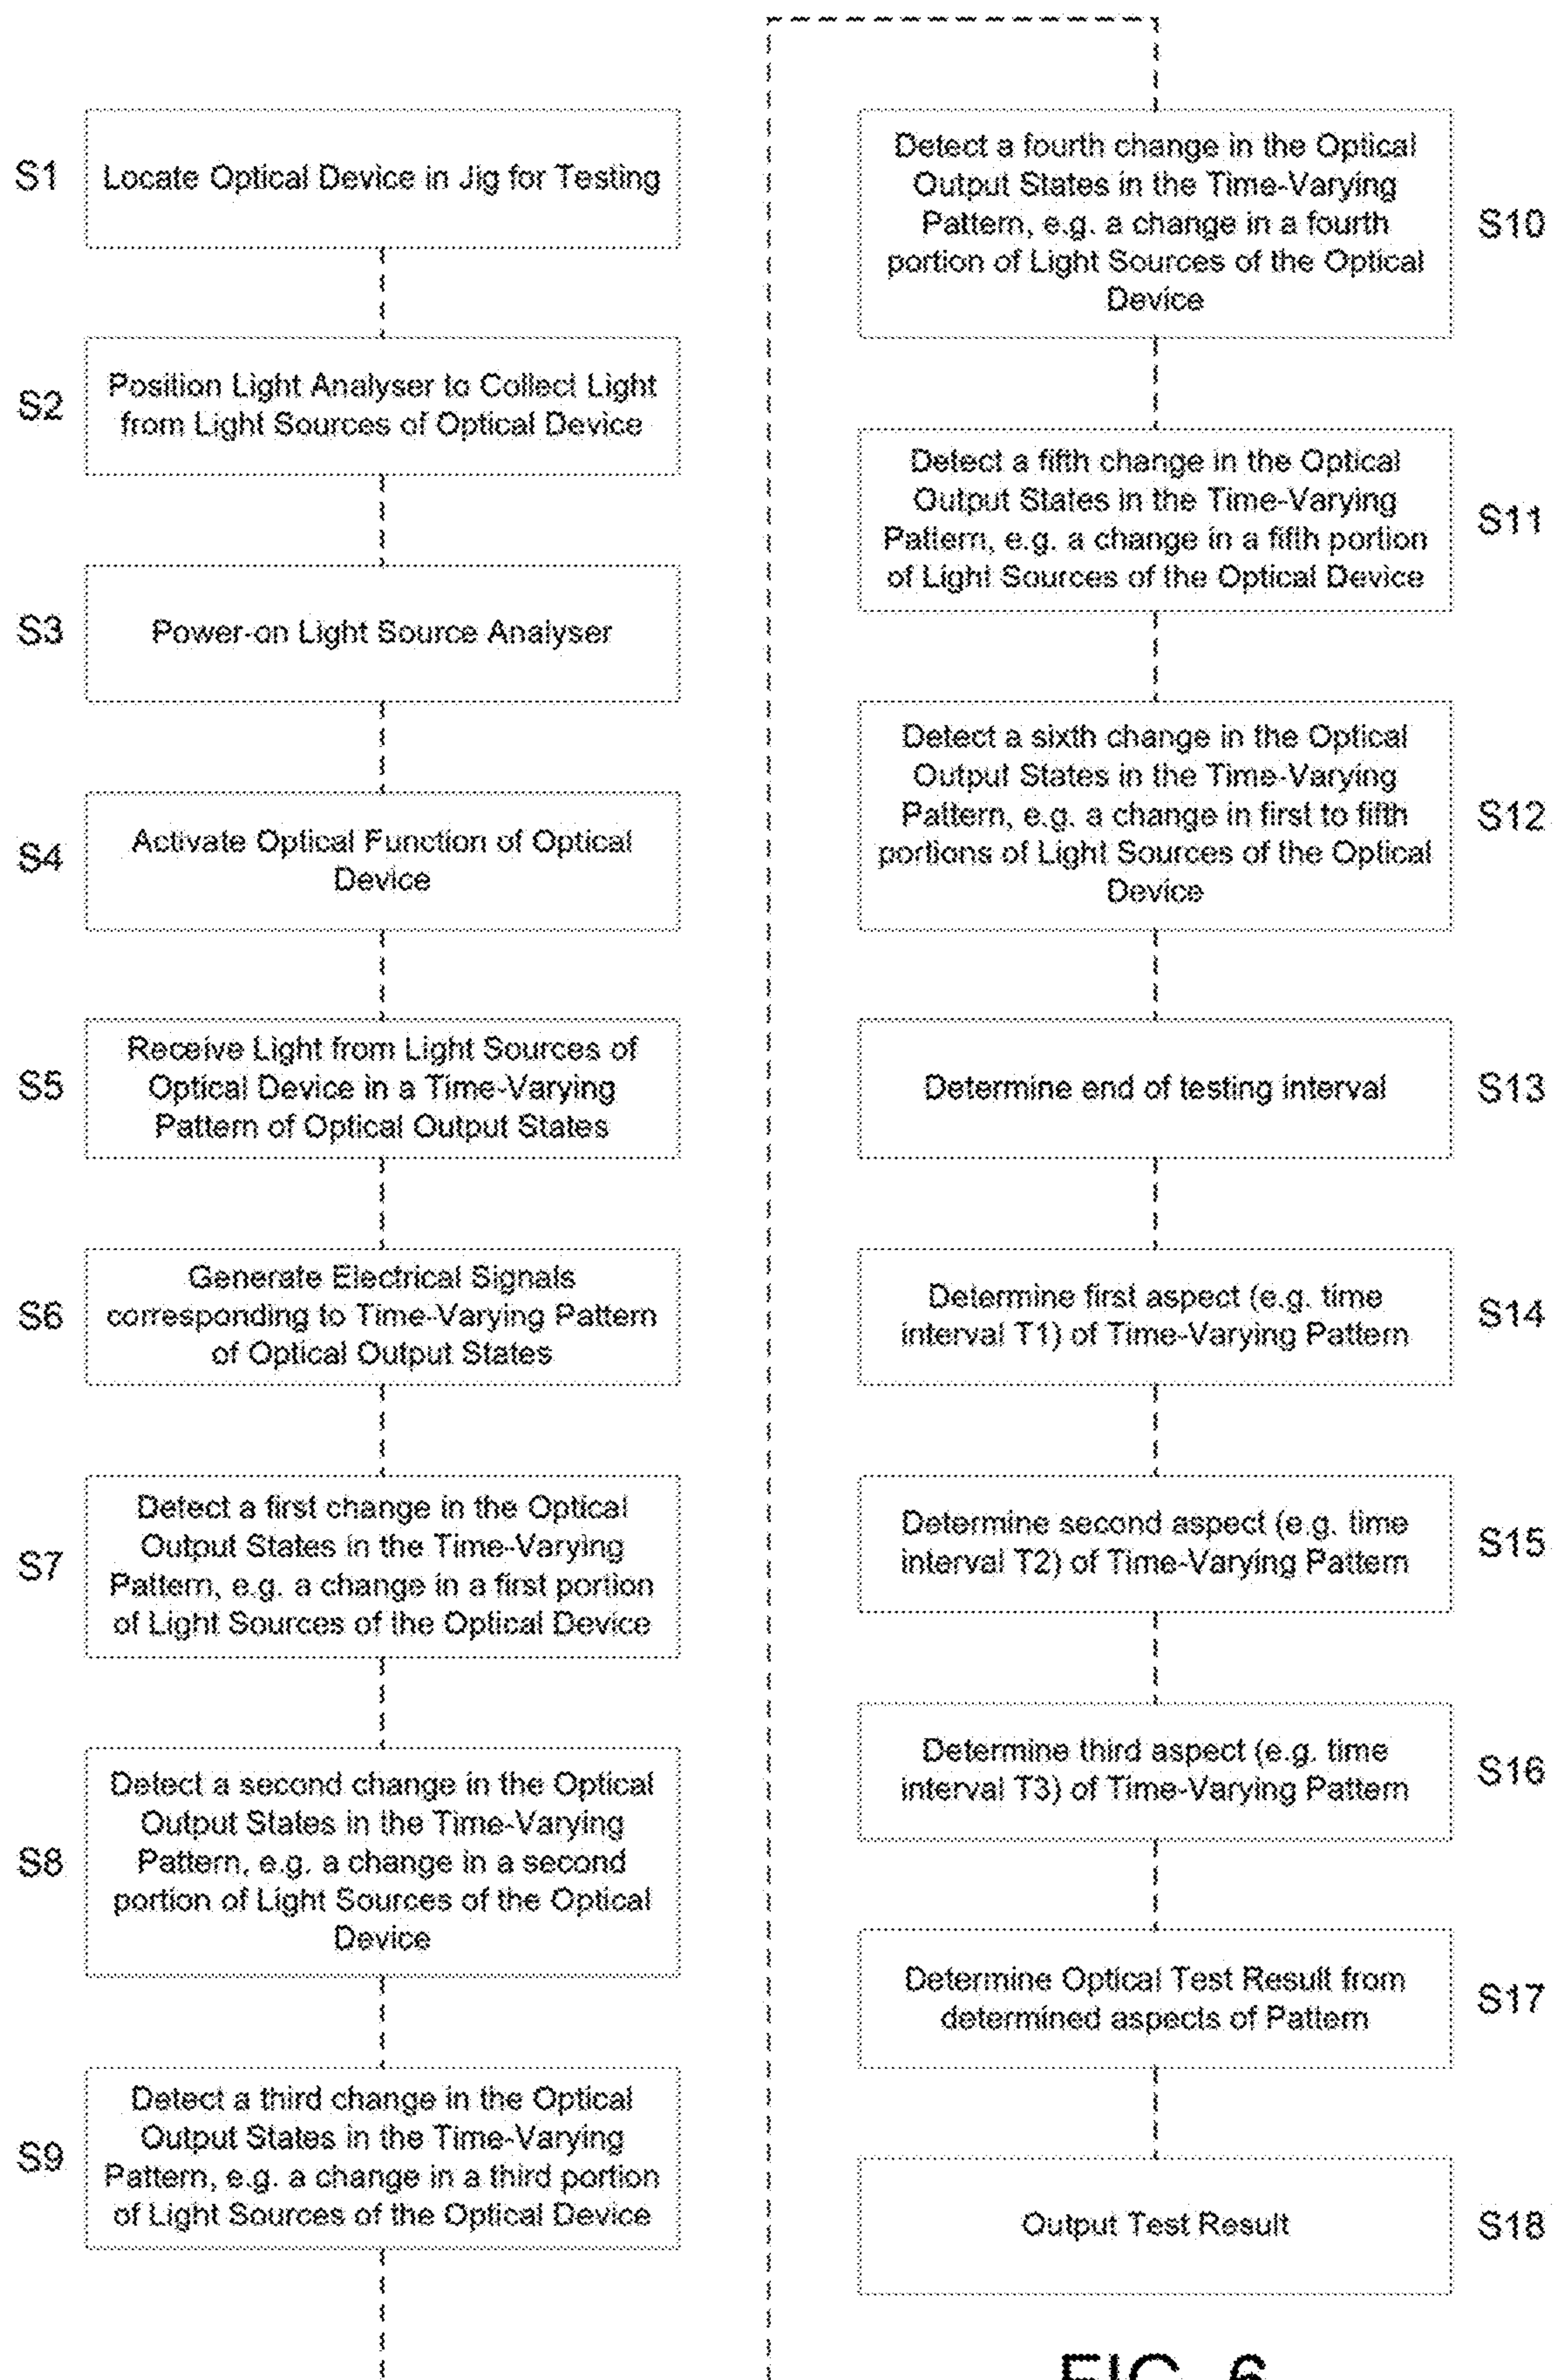 S1
Locate Optical Device in Jig for Testing
S2
Position Light Analyser to Collect Light
from Light Sources of Optical Device
S3
Power-on Light Source Analyser
S4
Activate Optical Function of Optical
Device
S5
Receive Light from Light Sources of
Optical Device in a Time-Varying
Pattern of Optical Output States
S6
Generate Electrical Signals
corresponding to Time-Varying Pattern
of Optical Output States
S7
Detect a first change in the Optical
Output States in the Time-Varying
Pattern, e.g. a change in a first portion
of Light Sources of the Optical Device
S8
Detect a second change in the Optical
Output States in the Time-Varying
Pattern, e.g. a change in a second
portion of Light Sources of the Optical
Device
S9
Detect a third change in the Optical
Output States in the Time-Varying
Pattern, e.g. a change in a third portion
of Light Sources of the Optical Device
Detect a fourth change in the Optical
Output States in the Time-Varying
Pattern, e.g. a change in a fourth
portion of Light Sources of the Optical
Device
S10
Detect a fifth change in the Optical
Output States in the Time-Varying
Pattern, e.g. a change in a fifth portion
of Light Sources of the Optical Device
S11
Detect a sixth change in the Optical
Output States in the Time-Varying
Pattern, e.g. a change in first to fifth
portions of Light Sources of the Optical
Device
S12
Determine end of testing interval
S13
Determine first aspect (e.g. time
interval T1) of Time-Varying Pattern
S14
Determine second aspect (e.g. time
interval T2) of Time-Varying Pattern
S15
Determine third aspect (e.g. time
interval T3) of Time-Varying Pattern
S16
Determine Optical Test Result from
determined aspects of Pattern
S17
Output Test Result
S18
FIG. 6